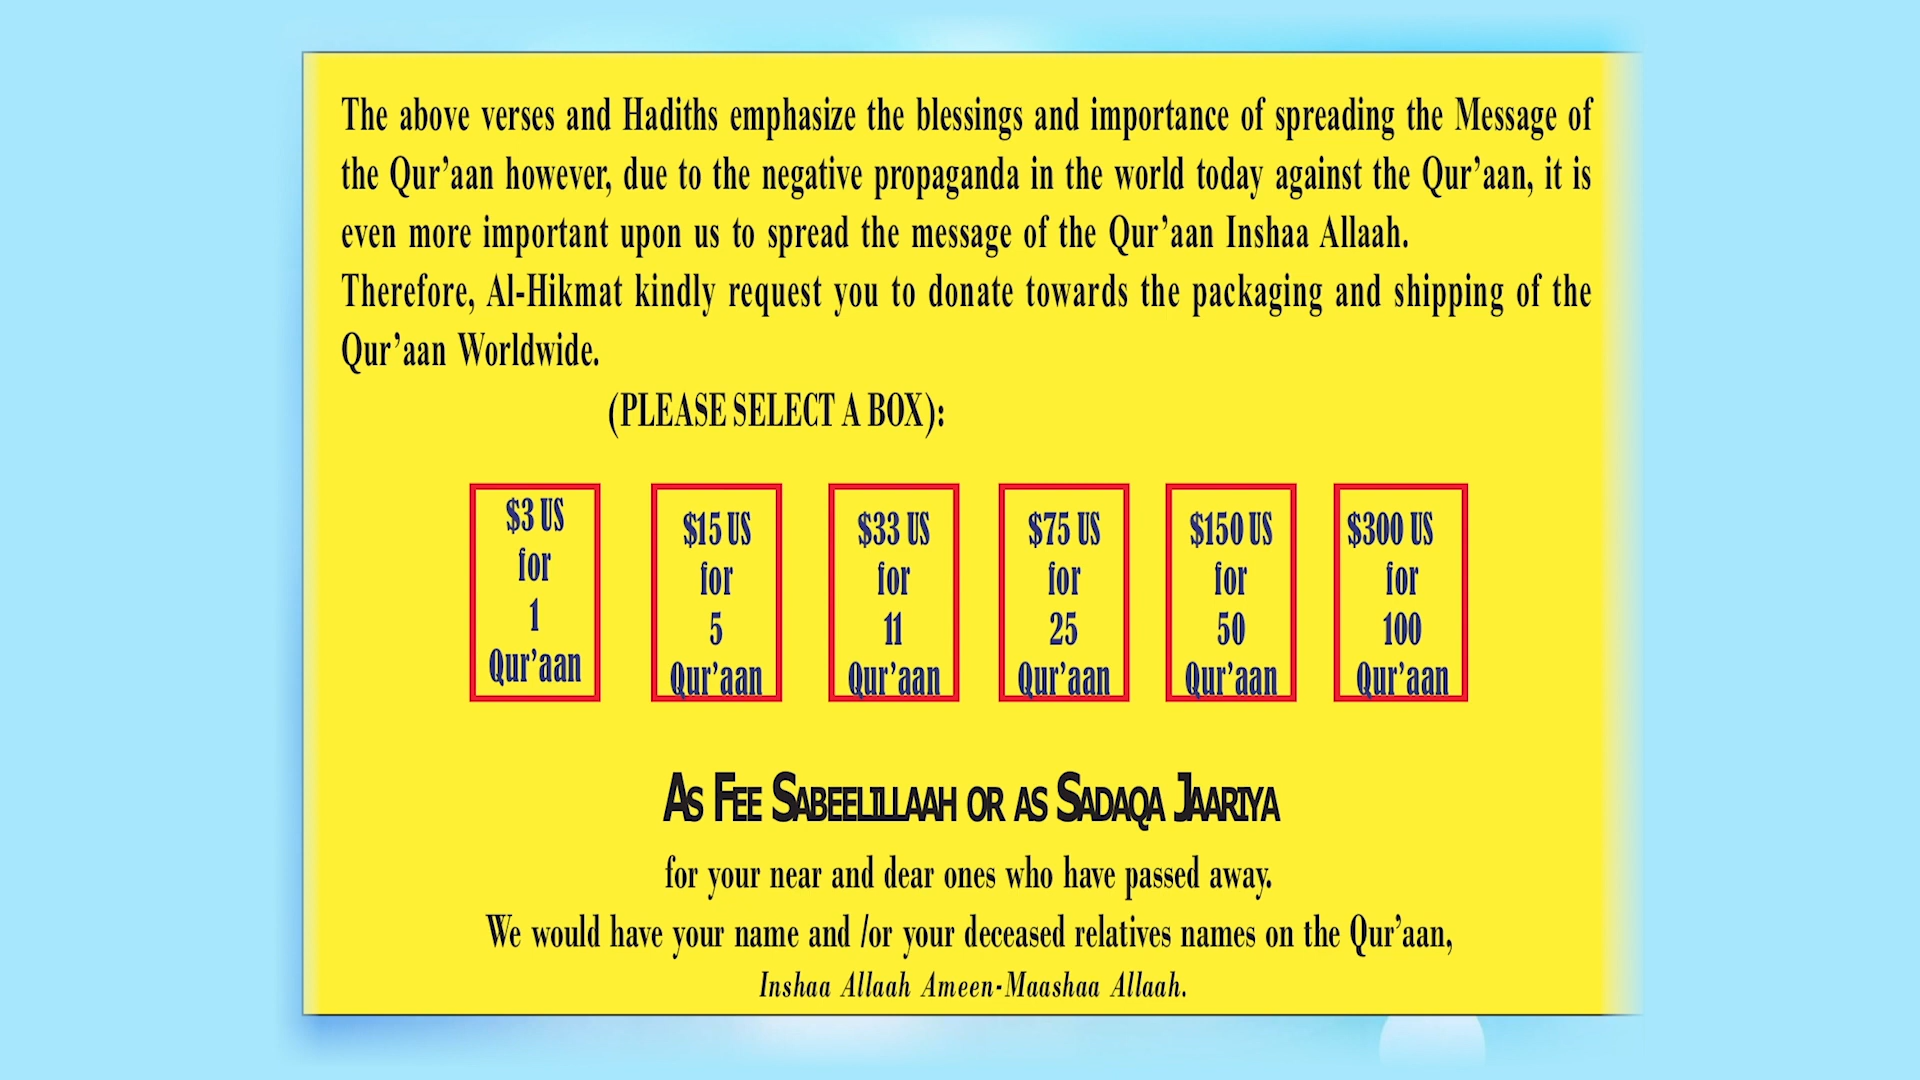 The above verses and Hadiths emphasize the blessings and importance of spreading the Message of
the Qur’aan however, due to the negative propaganda in the world today against the Qur’aan, it is
even more important upon us to spread the message of the Qur’aan Inshaa Allaah.
Therefore, Al-Hikmat kindly request you to donate towards the packaging and shipping of the
Qur’aan Worldwide.
(PLEASE SELECT A BOX):
$3 US
for
1
Qur’aan
$15 US
for
5
Qur’aan
$33 US
for
11
Qur’aan
$75 US
for
25
Qur’aan
$150 US
for
50
Qur’aan
$300 US
for
100
Qur’aan
AS FEE SABEELILLAAH OR AS SADAQA JAARIYA
for your near and dear ones who have passed away.
We would have your name and /or your deceased relatives names on the Qur’aan,
Inshaa Allaah Ameen-Maashaa Allaah.